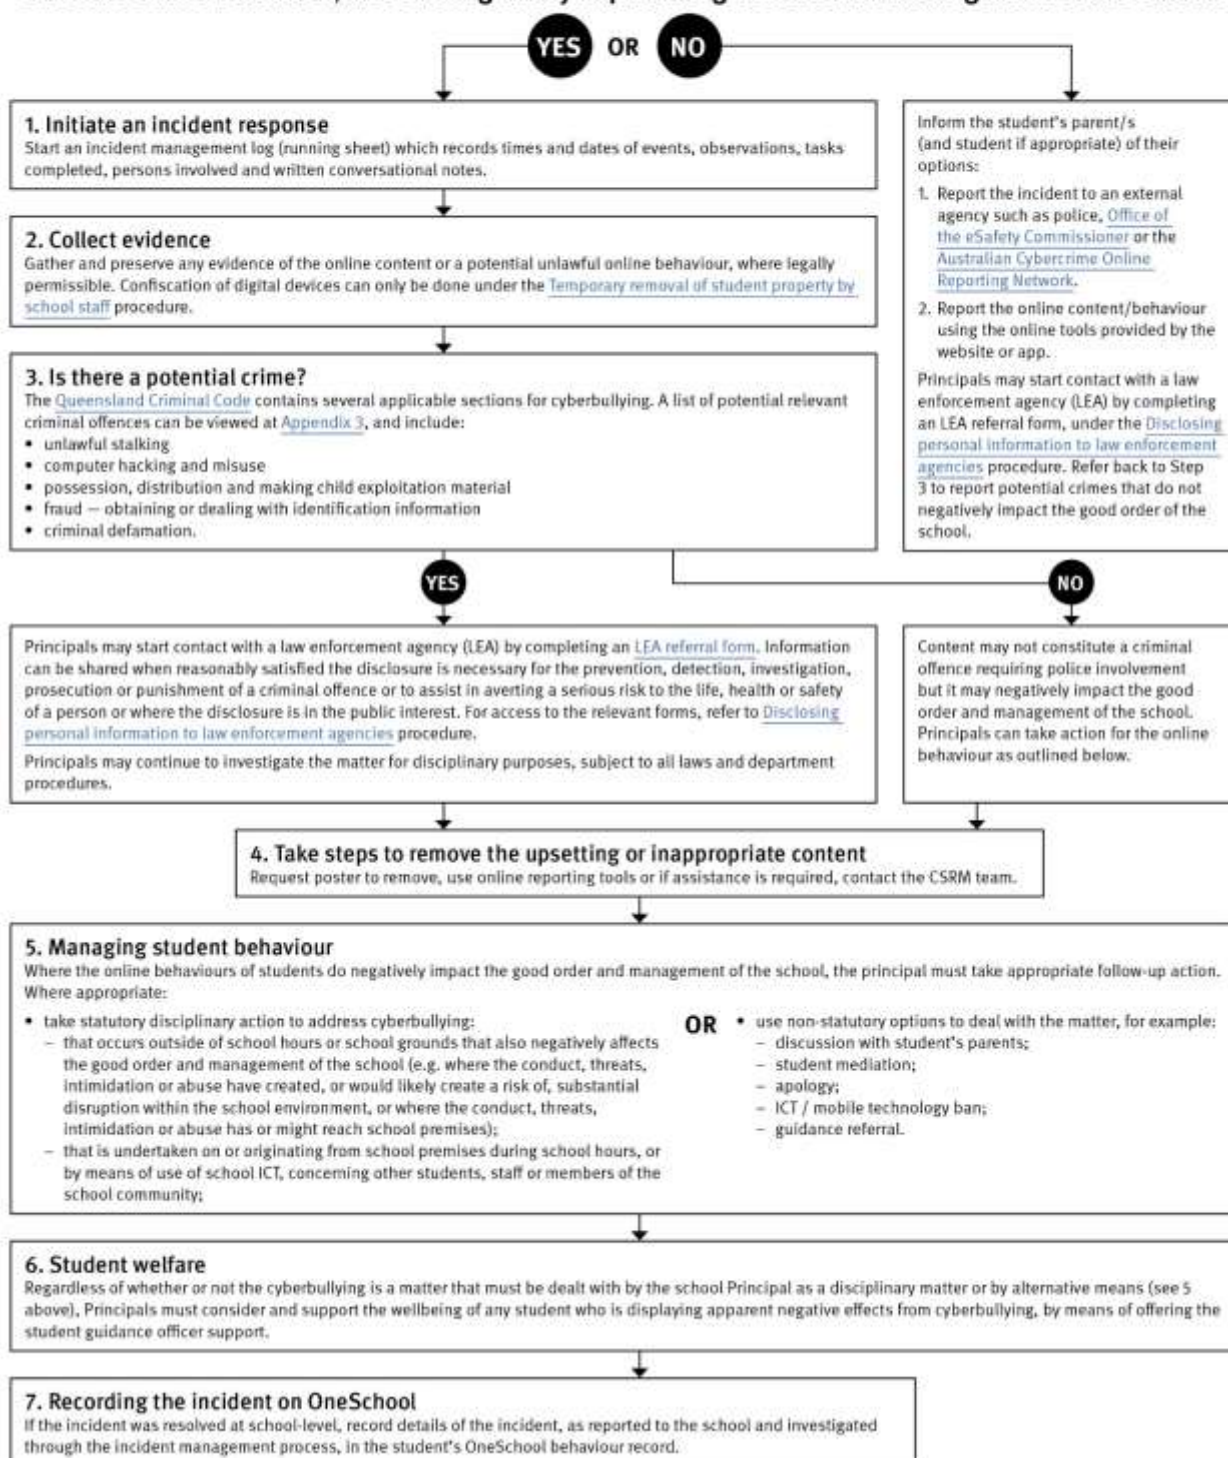 YES OR NO
1. Initiate an incident response
Start an incident management log (running sheet) which records times and dates of events, observations, tasks
completed, persons involved and written conversational notes.
2. Collect evidence
Gather and preserve any evidence of the online content or a potential unlawful online behaviour, where legally
permissible. Confiscation of digital devices can only be done under the Temporary removal of student property by
school staff procedure.
3. Is there a potential crime?
The Queensland Criminal Code contains several applicable sections for cyberbullying. A list of potential relevant
criminal offences can be viewed at Appendix 3, and include:
• unlawful stalking
• computer hacking and misuse
• possession, distribution and making child exploitation material
• fraud — obtaining or dealing with identification information
• criminal defamation.
Inform the student's parent/s
(and student if appropriate) of their
options:
1. Report the incident to an external
agency such as police, Office of
the eSafety Commissioner or the
Australian Cybercrime Online
Reporting Network.
2. Report the online content/behaviour
using the online tools provided by the
website or app.
Principals may start contact with a law
enforcement agency (LEA) by completing
an LEA referral form, under the Disclosing
personal information to law enforcement
agencies procedure. Refer back to Step
3 to report potential crimes that do not
negatively impact the good order of the
school.
YES
NO
Principals may start contact with a law enforcement agency (LEA) by completing an LEA referral form. Information
can be shared when reasonably satisfied the disclosure is necessary for the prevention, detection, investigation,
prosecution or punishment of a criminal offence or to assist in averting a serious risk to the life, health or safety
of a person or where the disclosure is in the public interest. For access to the relevant forms, refer to Disclosing
personal information to law enforcement agencies procedure.
Principals may continue to investigate the matter for disciplinary purposes, subject to all laws and department
procedures.
Content may not constitute a criminal
offence requiring police involvement
but it may negatively impact the good
order and management of the school.
Principals can take action for the online
behaviour as outlined below.
4. Take steps to remove the upsetting or inappropriate content
Request poster to remove, use online reporting tools or if assistance is required, contact the CSRM team.
5. Managing student behaviour
Where the online behaviours of students do negatively impact the good order and management of the school, the principal must take appropriate follow-up action.
Where appropriate:
• take statutory disciplinary action to address cyberbullying:
– that occurs outside of school hours or school grounds that also negatively affects
the good order and management of the school (e.g. where the conduct, threats,
intimidation or abuse have created, or would likely create a risk of, substantial
disruption within the school environment, or where the conduct, threats,
intimidation or abuse has or might reach school premises);
– that is undertaken on or originating from school premises during school hours, or
by means of use of school ICT, concerning other students, staff or members of the
school community;
OR
• use non-statutory options to deal with the matter, for example:
– discussion with student's parents;
– student mediation;
– apology;
– ICT / mobile technology ban;
– guidance referral.
6. Student welfare
Regardless of whether or not the cyberbullying is a matter that must be dealt with by the school Principal as a disciplinary matter or by alternative means (see 5
above), Principals must consider and support the wellbeing of any student who is displaying apparent negative effects from cyberbullying, by means of offering the
student guidance officer support.
7. Recording the incident on OneSchool
If the incident was resolved at school-level, record details of the incident, as reported to the school and investigated
through the incident management process, in the student's OneSchool behaviour record.